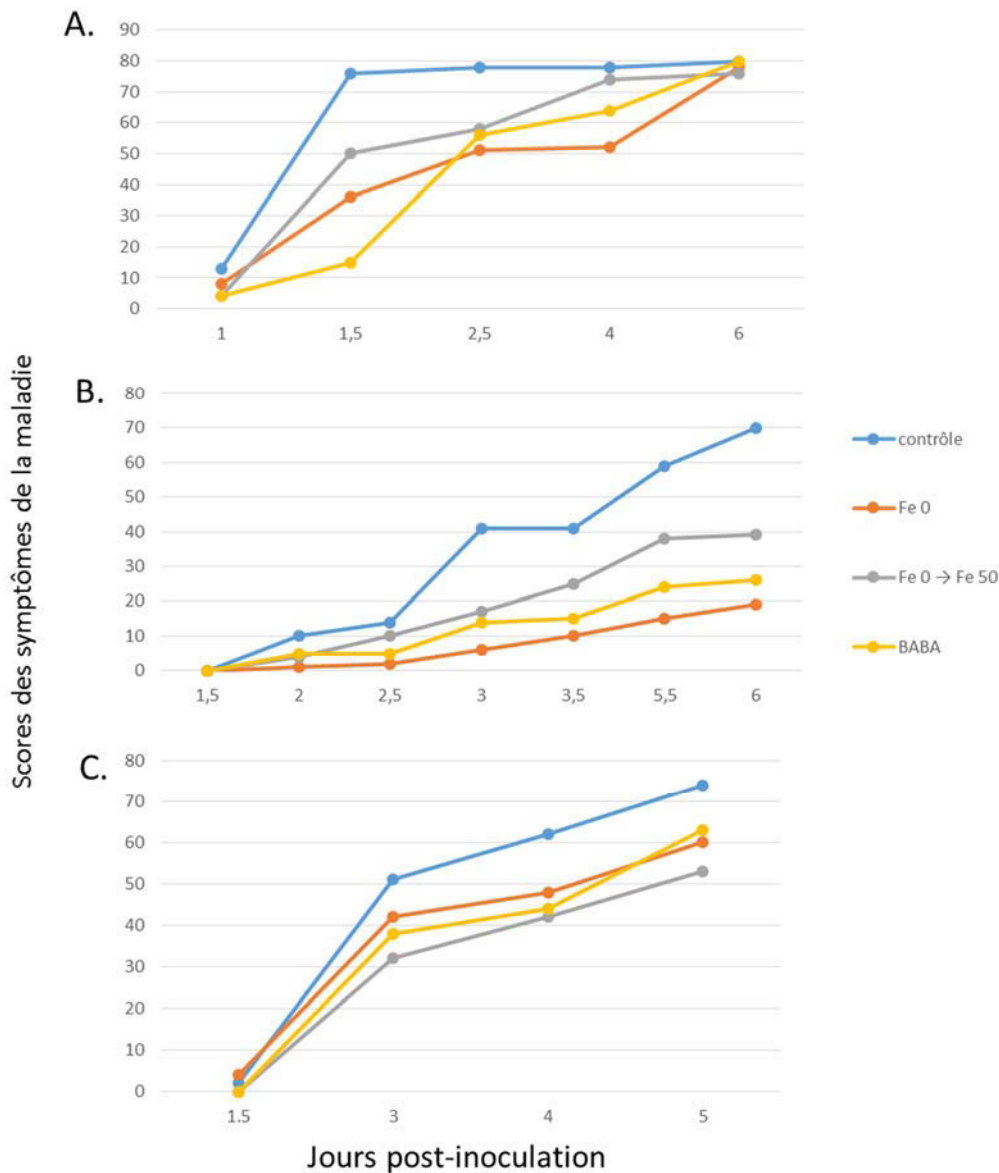 A.
90
80
70
60
50
40
30
20
10
0
1 1,5 2,5 4 6
Scores des symptômes de la maladie
B.
80
70
60
50
40
30
20
10
0
1,5 2 2,5 3 3,5 5,5 6
contrôle
Fe 0
Fe 0 → Fe 50
BABA
C.
80
70
60
50
40
30
20
10
0
1.5 3 4 5
Jours post-inoculation